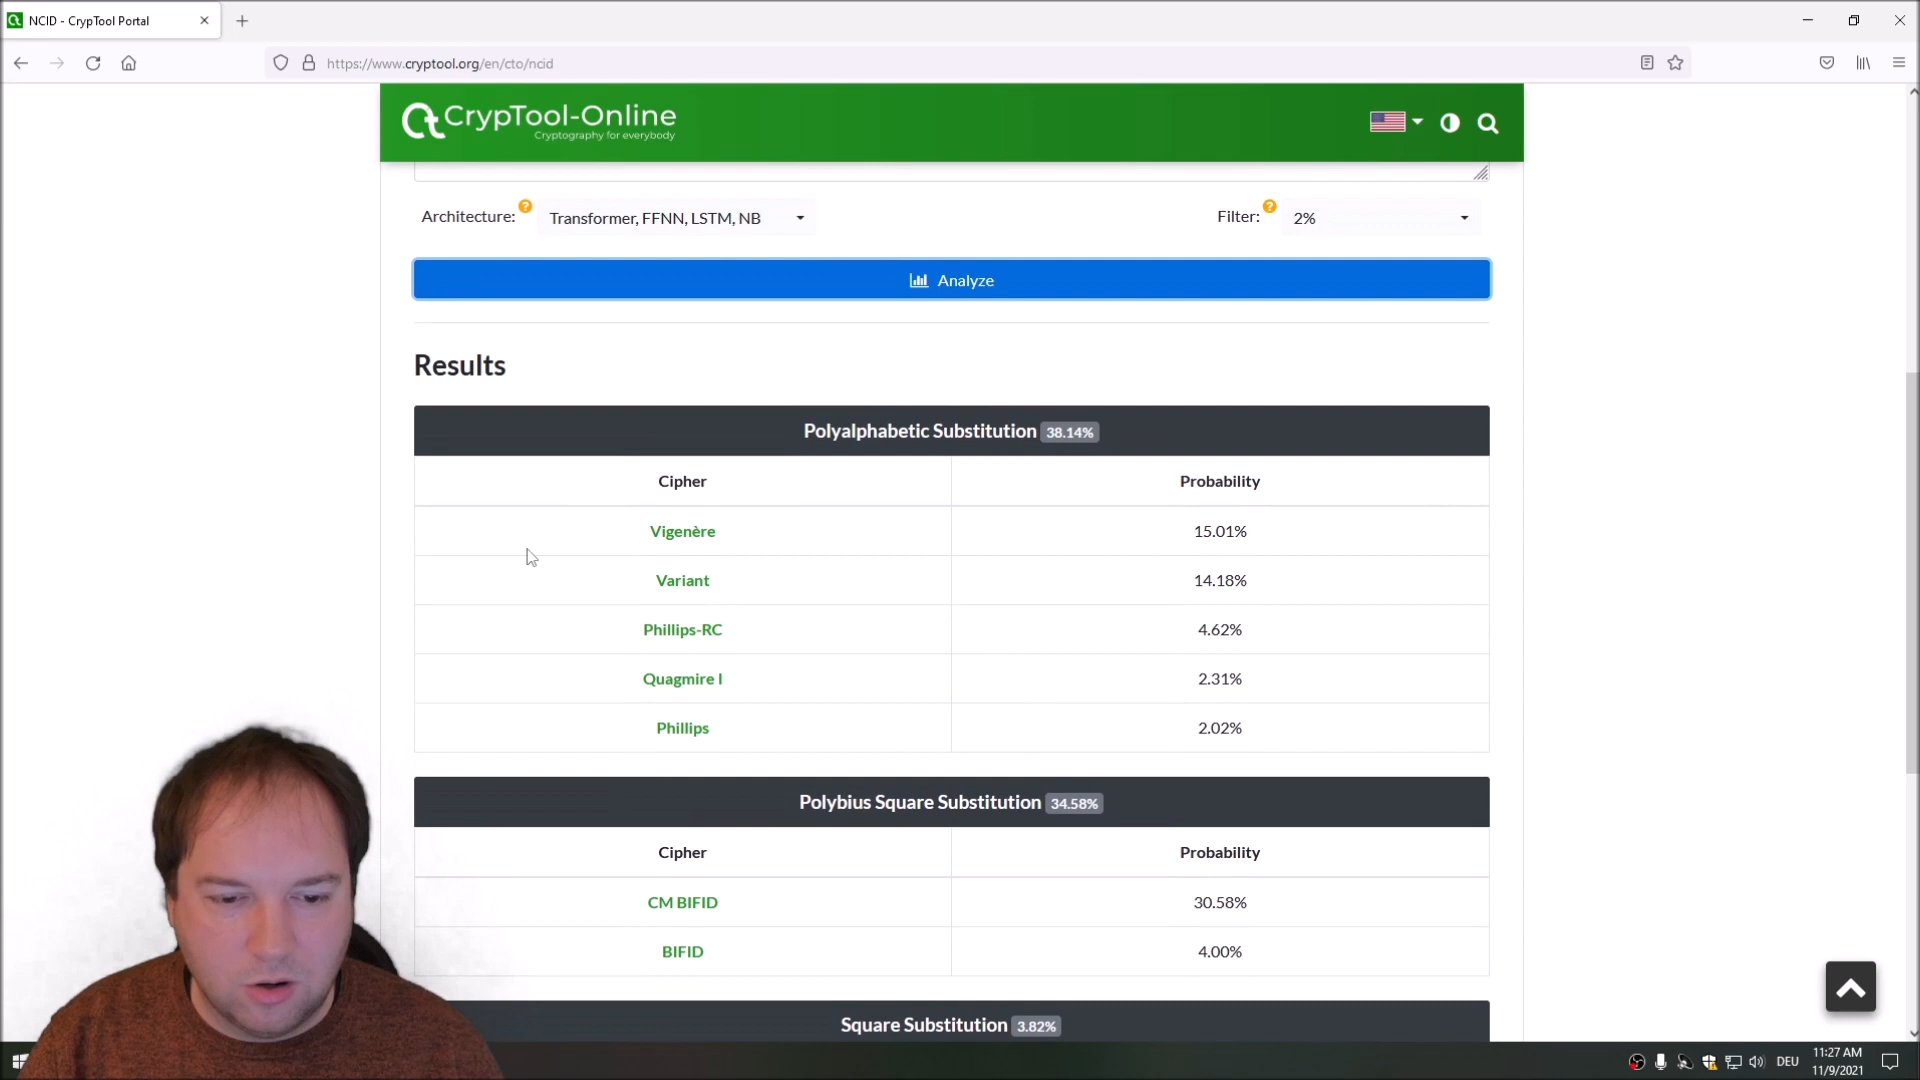 NCID - CrypTool Portal
https://www.cryptool.org/en/cto/ncid
CrypTool-Online
Cryptography for everybody
Architecture: ? Transformer, FFNN, LSTM, NB
Filter: ? 2%
Analyze
Results
Polyalphabetic Substitution 38.14%
Cipher Probability
Vigenère 15.01%
Variant 14.18%
Phillips-RC 4.62%
Quagmire I 2.31%
Phillips 2.02%
Polybius Square Substitution 34.58%
Cipher Probability
CM BIFID 30.58%
BIFID 4.00%
Square Substitution 3.82%
DEU
11:27 AM
11/9/2021